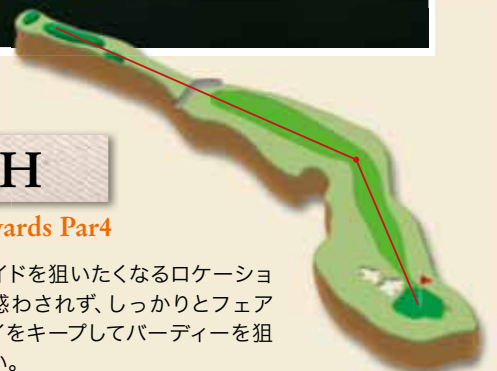 H
yards Par4
イドを狙いたくなるロケーショ
惑わされず、しっかりとフェア
イをキープしてバーディーを狙
い。